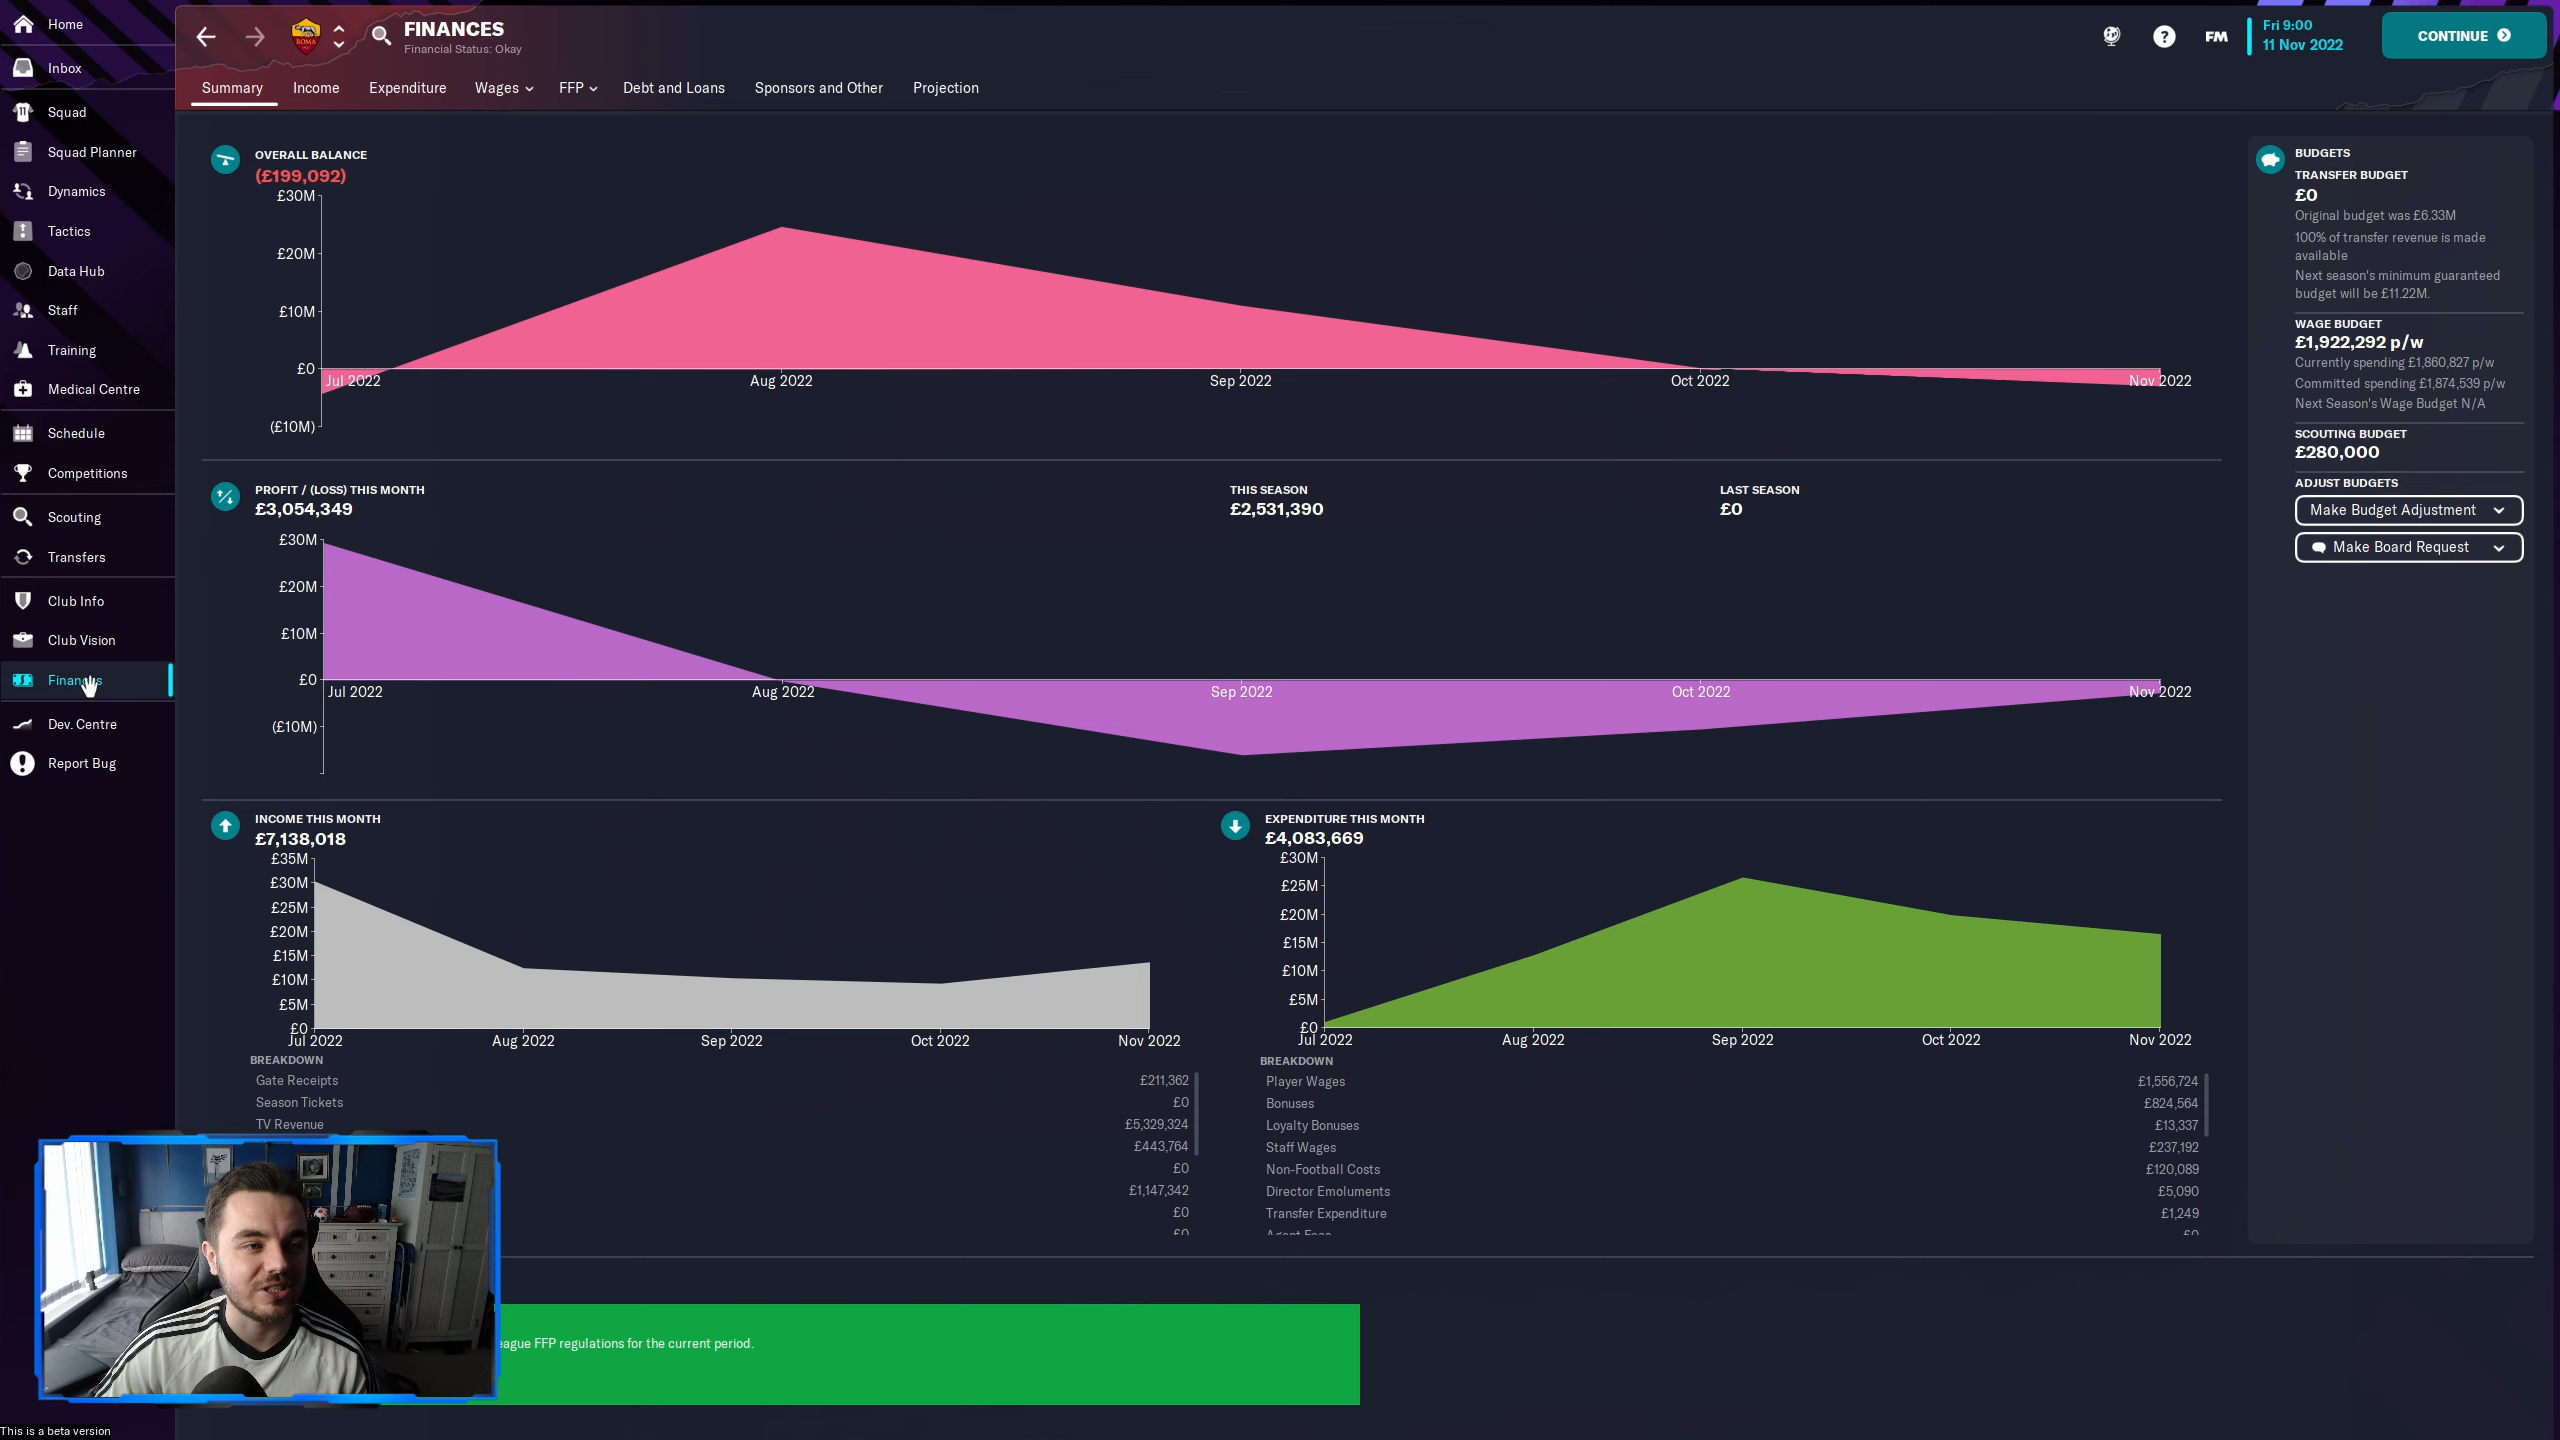 Home
Inbox
Squad
Squad Planner
Dynamics
Tactics
Data Hub
Staff
Training
Medical Centre
Schedule
Competitions
Scouting
Transfers
Club Info
Club Vision
Finances
Dev. Centre
Report Bug
ROMA
FINANCES
Financial Status: Okay
FM
Fri 9:00
11 Nov 2022
CONTINUE
Summary
Income
Expenditure
Wages
FFP
Debt and Loans
Sponsors and Other
Projection
OVERALL BALANCE
(£199,092)
£30M
£20M
£10M
£0
(£10M)
Jul 2022
Aug 2022
Sep 2022
Oct 2022
Nov 2022
PROFIT / (LOSS) THIS MONTH
£3,054,349
THIS SEASON
£2,531,390
LAST SEASON
£0
£30M
£20M
£10M
£0
(£10M)
Jul 2022
Aug 2022
Sep 2022
Oct 2022
Nov 2022
INCOME THIS MONTH
£7,138,018
£35M
£30M
£25M
£20M
£15M
£10M
£5M
£0
Jul 2022
Aug 2022
Sep 2022
Oct 2022
Nov 2022
BREAKDOWN
Gate Receipts £211,362
Season Tickets £0
TV Revenue £5,329,324
£443,764
£0
£1,147,342
£0
£0
EXPENDITURE THIS MONTH
£4,083,669
£30M
£25M
£20M
£15M
£10M
£5M
£0
Jul 2022
Aug 2022
Sep 2022
Oct 2022
Nov 2022
BREAKDOWN
Player Wages £1,556,724
Bonuses £824,564
Loyalty Bonuses £13,337
Staff Wages £237,192
Non-Football Costs £120,089
Director Emoluments £5,090
Transfer Expenditure £1,249
Agent Fees £0
eague FFP regulations for the current period.
BUDGETS
TRANSFER BUDGET
£0
Original budget was £6.33M
100% of transfer revenue is made
available
Next season's minimum guaranteed
budget will be £11.22M.
WAGE BUDGET
£1,922,292 p/w
Currently spending £1,860,827 p/w
Committed spending £1,874,539 p/w
Next Season's Wage Budget N/A
SCOUTING BUDGET
£280,000
ADJUST BUDGETS
Make Budget Adjustment
Make Board Request
This is a beta version